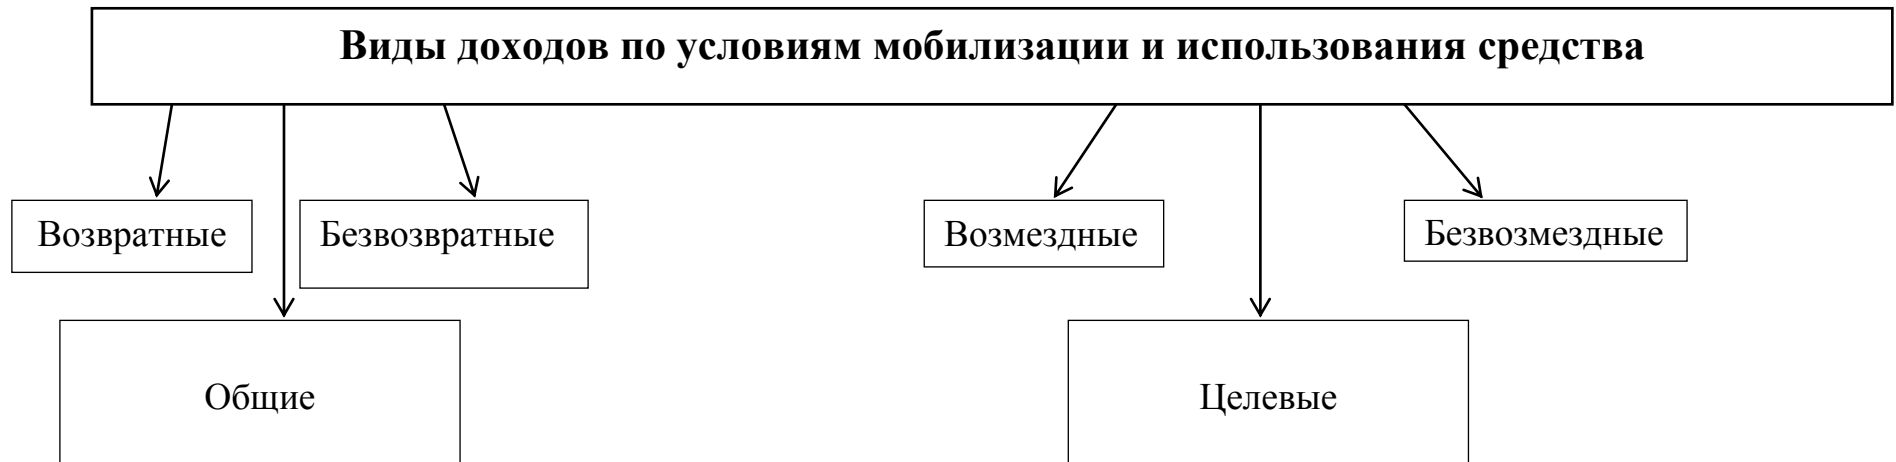 Виды доходов по условиям мобилизации и использования средства
Возвратные
Безвозвратные
Возмездные
Безвозмездные
Общие
Целевые